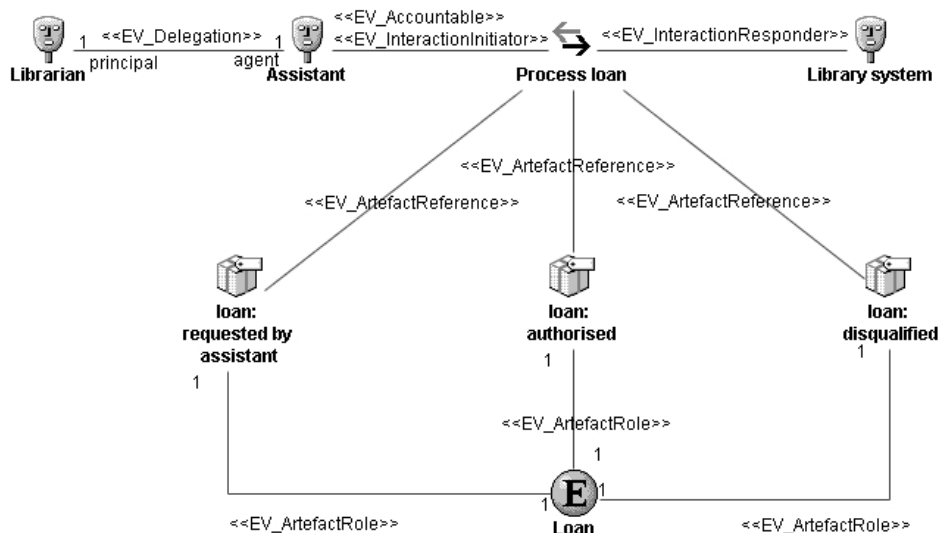 <<EV_Accountable>>
1 <<EV_Delegation>> 1 <<EV_InteractionInitiator>> <<EV_InteractionResponder>>
principal agent
Librarian Assistant Process loan Library system
<<EV_ArtefactReference>>
<<EV_ArtefactReference>> <<EV_ArtefactReference>>
loan: loan: loan:
requested by authorised disqualified
assistant 1 1
1
<<EV_ArtefactRole>>
1
E
1 1
Loan
<<EV_ArtefactRole>> <<EV_ArtefactRole>>